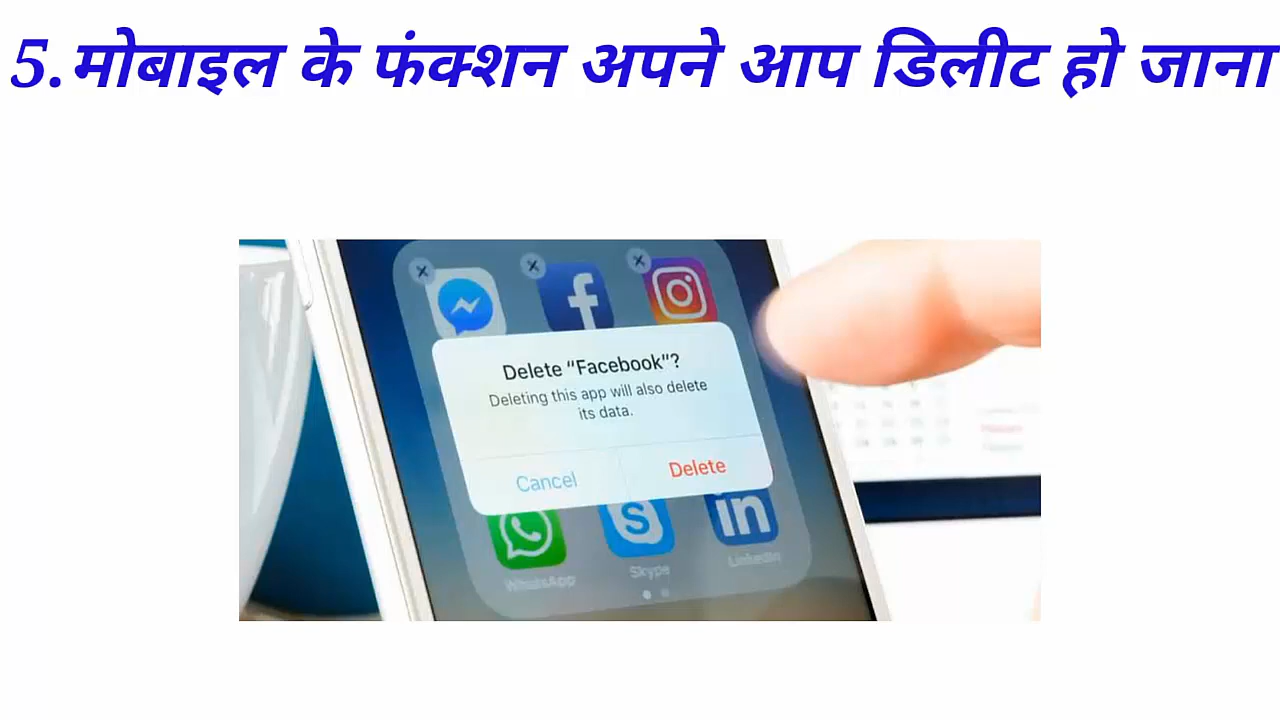 5.मोबाइल के फंक्शन अपने आप डिलीट हो जाना
Delete “Facebook”?
Deleting this app will also delete
its data.
Cancel
Delete
WhatsApp
Skype
LinkedIn